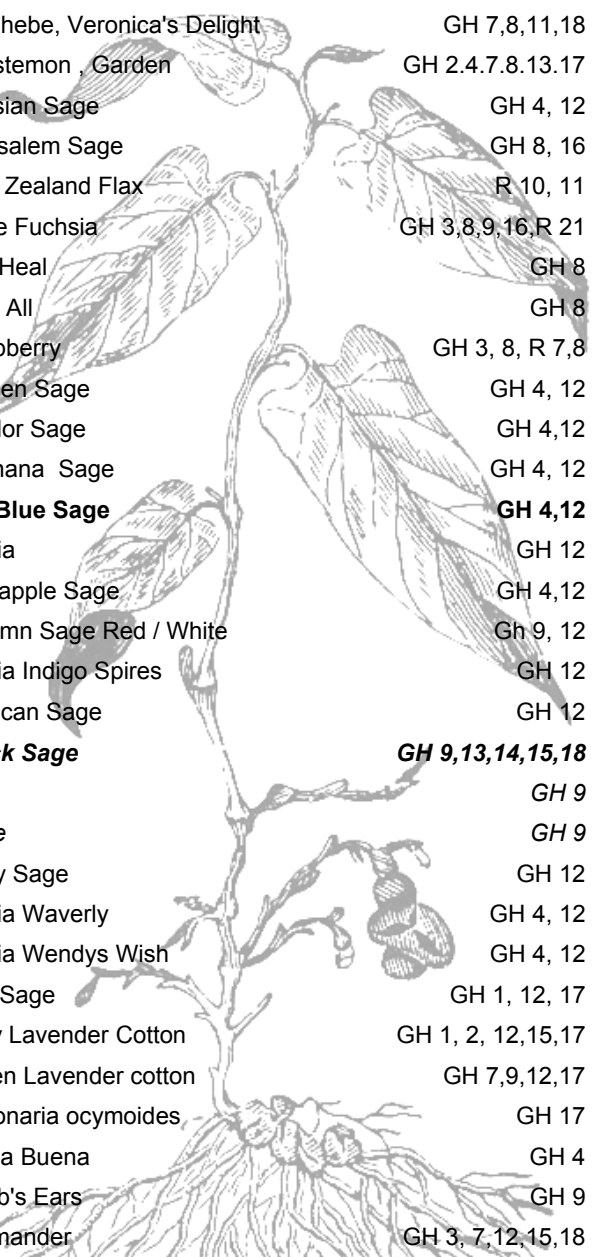 hebe, Veronica's Delight GH 7,8,11,18
stemon , Garden GH 2.4.7.8.13.17
sian Sage GH 4, 12
salem Sage GH 8, 16
Zealand Flax R 10, 11
e Fuchsia GH 3,8,9,16,R 21
Heal GH 8
All GH 8
pberry GH 3, 8, R 7,8
en Sage GH 4, 12
lor Sage GH 4,12
nana Sage GH 4, 12
Blue Sage GH 4,12
ia GH 12
apple Sage GH 4,12
mn Sage Red / White Gh 9, 12
ia Indigo Spires GH 12
can Sage GH 12
k Sage GH 9,13,14,15,18
GH 9
e GH 9
y Sage GH 12
ia Waverly GH 4, 12
ia Wendys Wish GH 4, 12
Sage GH 1, 12, 17
y Lavender Cotton GH 1, 2, 12,15,17
en Lavender cotton GH 7,9,12,17
onaria ocymoides GH 17
a Buena GH 4
b's Ears GH 9
mander GH 3, 7,12,15,18